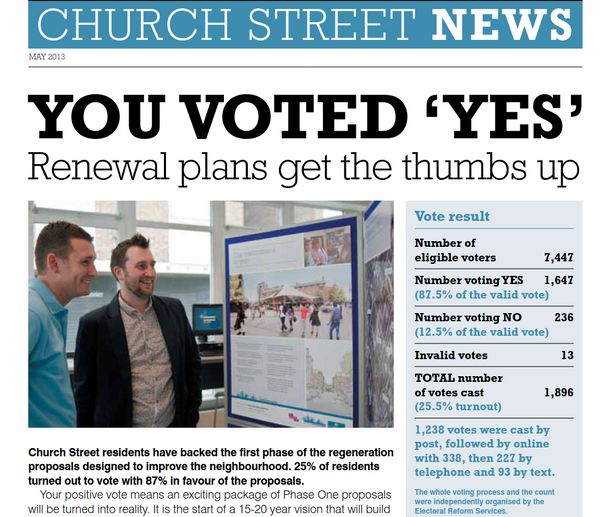 CHURCH STREET NEWS
MAY 2013
YOU VOTED ‘YES’
Renewal plans get the thumbs up
Church Street residents have backed the first phase of the regeneration
proposals designed to improve the neighbourhood. 25% of residents
turned out to vote with 87% in favour of the proposals.
Your positive vote means an exciting package of Phase One proposals
will be turned into reality. It is the start of a 15-20 year vision that will build
Vote result
Number of
eligible voters 7,447
Number voting YES 1,647
(87.5% of the valid vote)
Number voting NO 236
(12.5% of the valid vote)
Invalid votes 13
TOTAL number
of votes cast 1,896
(25.5% turnout)
1,238 votes were cast by
post, followed by online
with 338, then 227 by
telephone and 93 by text.
The whole voting process and the count
were independently organised by the
Electoral Reform Services.